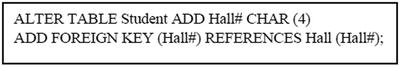 ALTER TABLE Student ADD Hall# CHAR (4)
ADD FOREIGN KEY (Hall#) REFERENCES Hall (Hall#);